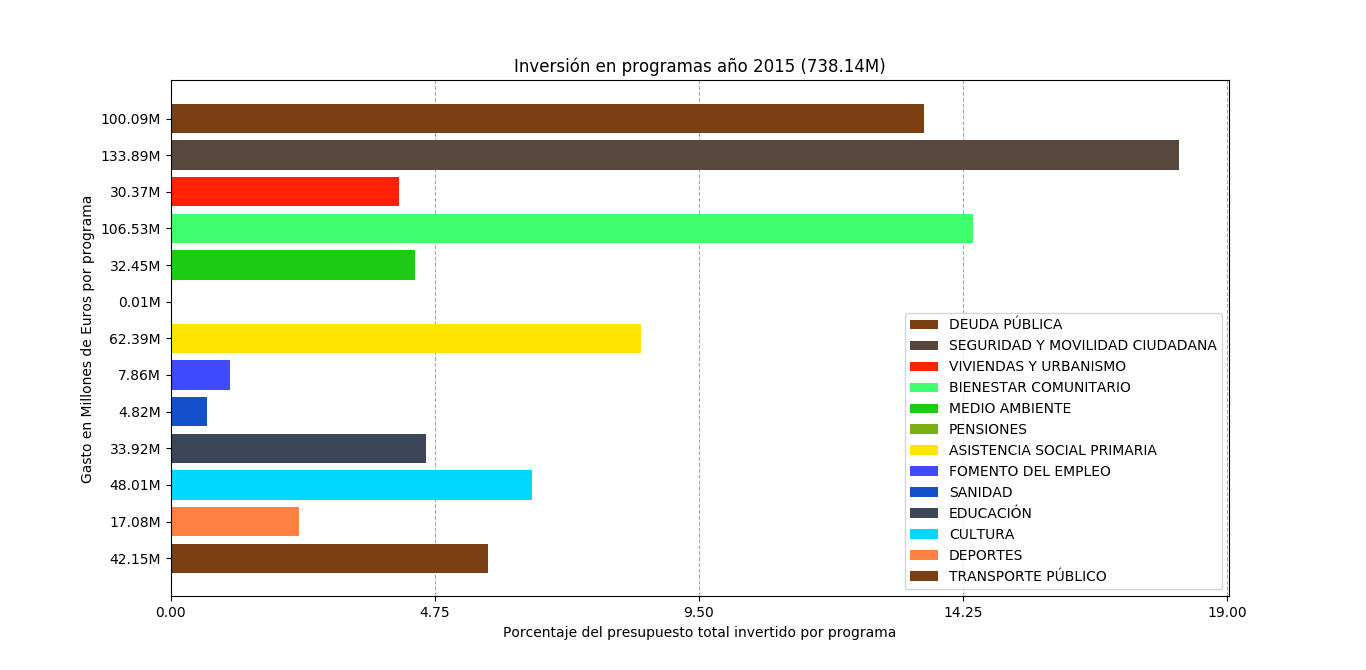 Inversión en programas año 2015 (738.14M)
Gasto en Millones de Euros por programa
100.09M
133.89M
30.37M
106.53M
32.45M
0.01M
62.39M
7.86M
4.82M
33.92M
48.01M
17.08M
42.15M
DEUDA PÚBLICA
SEGURIDAD Y MOVILIDAD CIUDADANA
VIVIENDAS Y URBANISMO
BIENESTAR COMUNITARIO
MEDIO AMBIENTE
PENSIONES
ASISTENCIA SOCIAL PRIMARIA
FOMENTO DEL EMPLEO
SANIDAD
EDUCACIÓN
CULTURA
DEPORTES
TRANSPORTE PÚBLICO
0.00 4.75 9.50 14.25 19.00
Porcentaje del presupuesto total invertido por programa